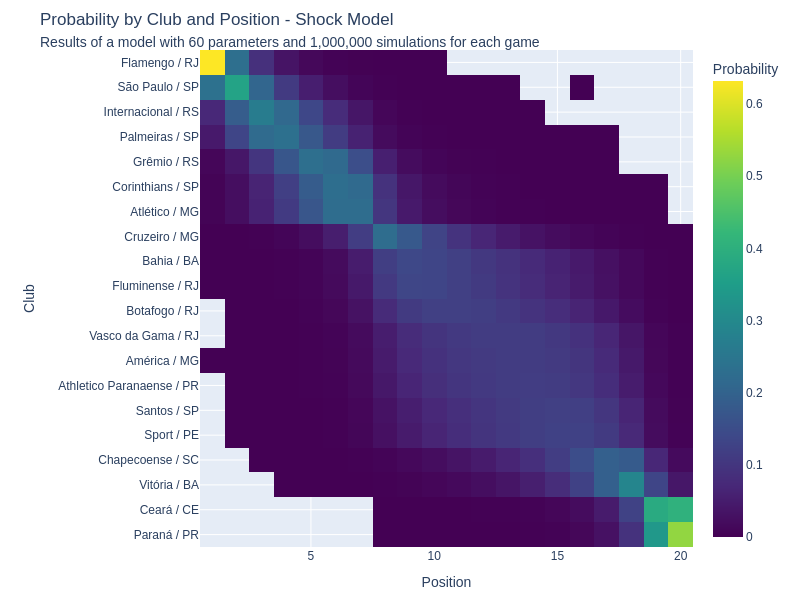 Probability by Club and Position - Shock Model
Results of a model with 60 parameters and 1,000,000 simulations for each game
Probability
Club
Flamengo / RJ
São Paulo / SP
Internacional / RS
Palmeiras / SP
Grêmio / RS
Corinthians / SP
Atlético / MG
Cruzeiro / MG
Bahia / BA
Fluminense / RJ
Botafogo / RJ
Vasco da Gama / RJ
América / MG
Athletico Paranaense / PR
Santos / SP
Sport / PE
Chapecoense / SC
Vitória / BA
Ceará / CE
Paraná / PR
0.6
0.5
0.4
0.3
0.2
0.1
0
5
10
15
20
Position